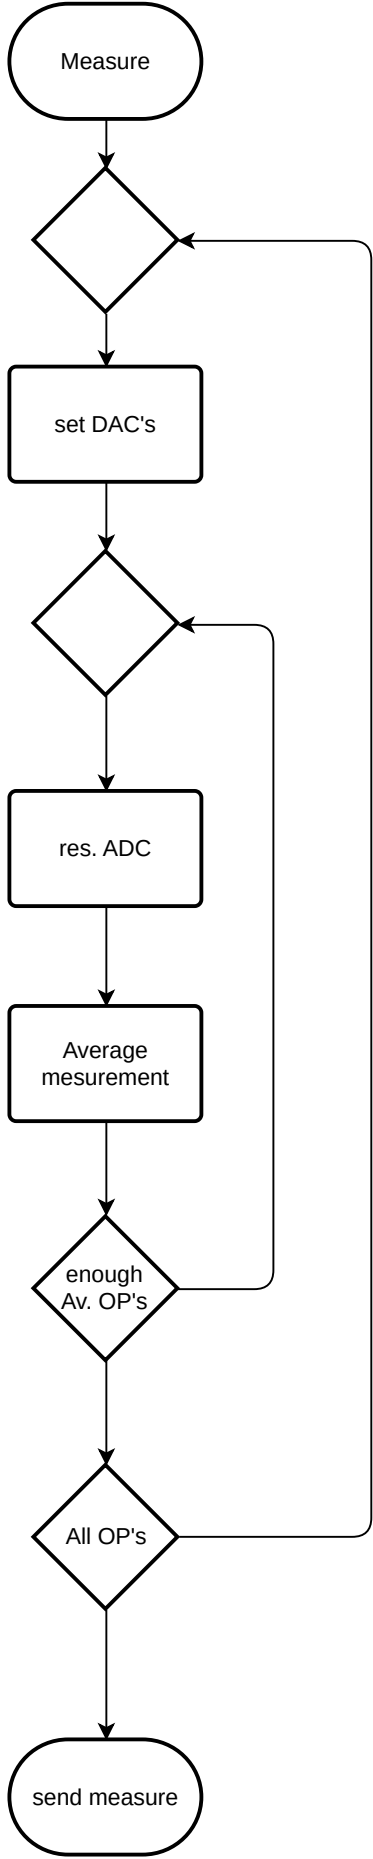 Measure
set DAC's
res. ADC
Average
mesurement
enough
Av. OP's
All OP's
send measure